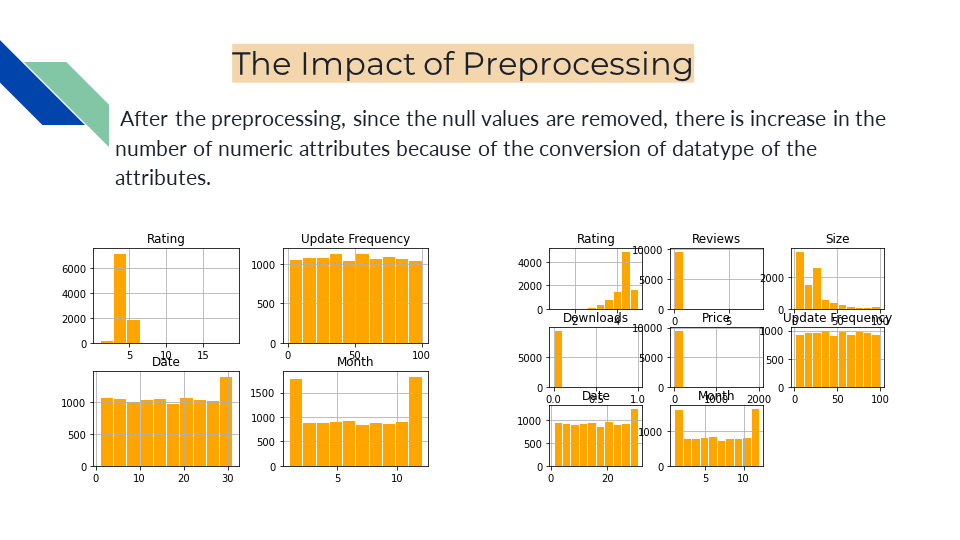 The Impact of Preprocessing
After the preprocessing, since the null values are removed, there is increase in the
number of numeric attributes because of the conversion of datatype of the
attributes.
Rating
6000
4000
2000
0
5 10 15
Update Frequency
1000
500
0
0 50 100
Date
1000
500
0
0 10 20 30
Month
1500
1000
500
0
5 10
Rating
4000
2000
0
2 4
Reviews
10000
5000
0
0 5
Size
2000
0
0 50 100
Downloads
5000
0
0.0 0.5 1.0
Price
10000
5000
0
0 1000 2000
Update Frequency
1000
500
0
0 50 100
Date
1000
500
0
0 20
Month
1000
0
5 10